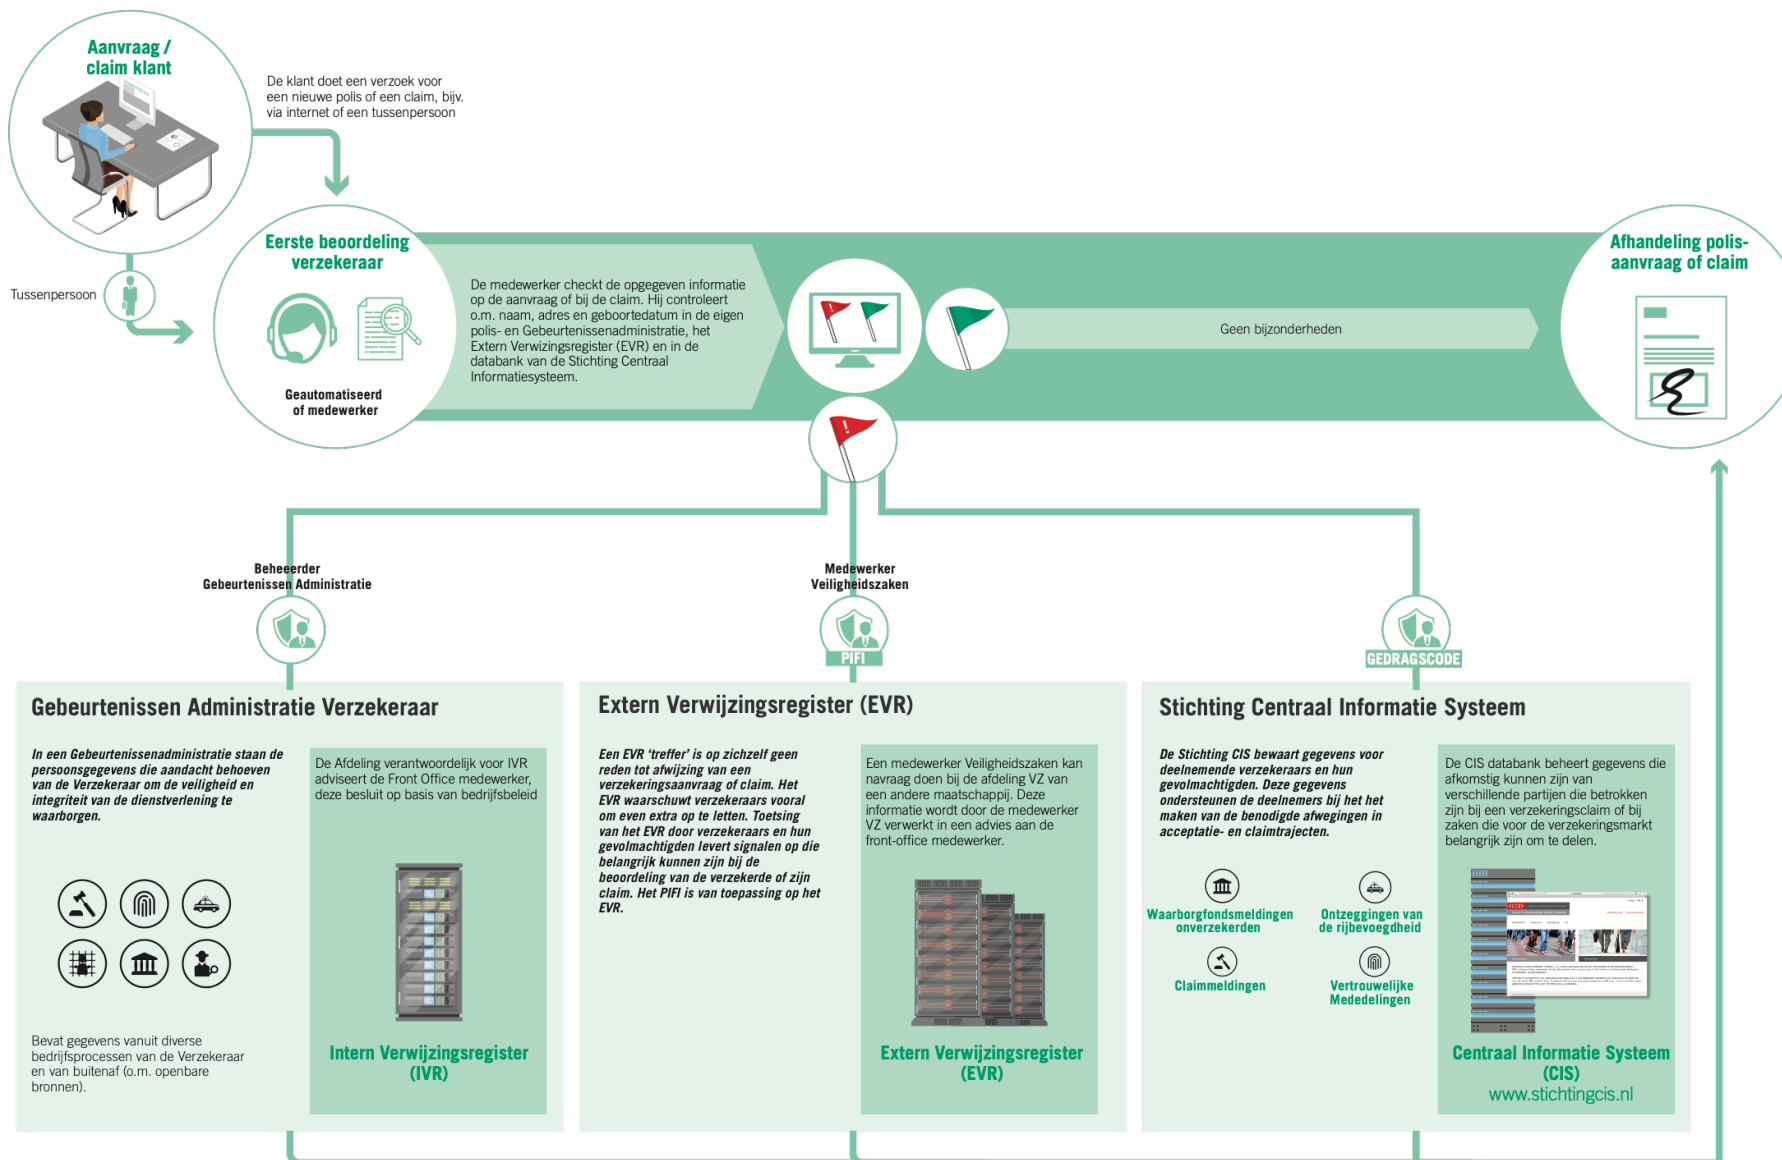 Aanvraag /
claim klant
De klant doet een verzoek voor
een nieuwe polis of een claim, bijv.
via internet of een tussenpersoon
Tussenpersoon
Eerste beoordeling
verzekeraar
Geautomatiseerd
of medewerker
De medewerker checkt de opgegeven informatie
op de aanvraag of bij de claim. Hij controleert
o.m. naam, adres en geboortedatum in de eigen
polis- en Gebeurtenissenadministratie, het
Extern Verwizingsregister (EVR) en in de
databank van de Stichting Centraal
Informatiesysteem.
Geen bijzonderheden
Afhandeling polis-
aanvraag of claim
Beheeerder
Gebeurtenissen Administratie
Medewerker
Veiligheidszaken
PIFI
GEDRAGSCODE
Gebeurtenissen Administratie Verzekeraar
In een Gebeurtenissenadministratie staan de
persoonsgegevens die aandacht behoeven
van de Verzekeraar om de veiligheid en
integriteit van de dienstverlening te
waarborgen.
Bevat gegevens vanuit diverse
bedrijfsprocessen van de Verzekeraar
en van buitenaf (o.m. openbare
bronnen).
De Afdeling verantwoordelijk voor IVR
adviseert de Front Office medewerker,
deze besluit op basis van bedrijfsbeleid
Intern Verwijzingsregister
(IVR)
Extern Verwijzingsregister (EVR)
Een EVR ‘treffer’ is op zichzelf geen
reden tot afwijzing van een
verzekeringsaanvraag of claim. Het
EVR waarschuwt verzekeraars vooral
om even extra op te letten. Toetsing
van het EVR door verzekeraars en hun
gevolmachtigden levert signalen op die
belangrijk kunnen zijn bij de
beoordeling van de verzekerde of zijn
claim. Het PIFI is van toepassing op het
EVR.
Een medewerker Veiligheidszaken kan
navraag doen bij de afdeling VZ van
een andere maatschappij. Deze
informatie wordt door de medewerker
VZ verwerkt in een advies aan de
front-office medewerker.
Extern Verwijzingsregister
(EVR)
Stichting Centraal Informatie Systeem
De Stichting CIS bewaart gegevens voor
deelnemende verzekeraars en hun
gevolmachtigden. Deze gegevens
ondersteunen de deelnemers bij het het
maken van de benodigde afwegingen in
acceptatie- en claimtrajecten.
Waarborgfondsmeldingen
onverzekerden
Ontzeggingen van
de rijbevoegdheid
Claimmeldingen
Vertrouwelijke
Mededelingen
De CIS databank beheert gegevens die
afkomstig kunnen zijn van
verschillende partijen die betrokken
zijn bij een verzekeringsclaim of bij
zaken die voor de verzekeringsmarkt
belangrijk zijn om te delen.
Centraal Informatie Systeem
(CIS)
www.stichtingcis.nl